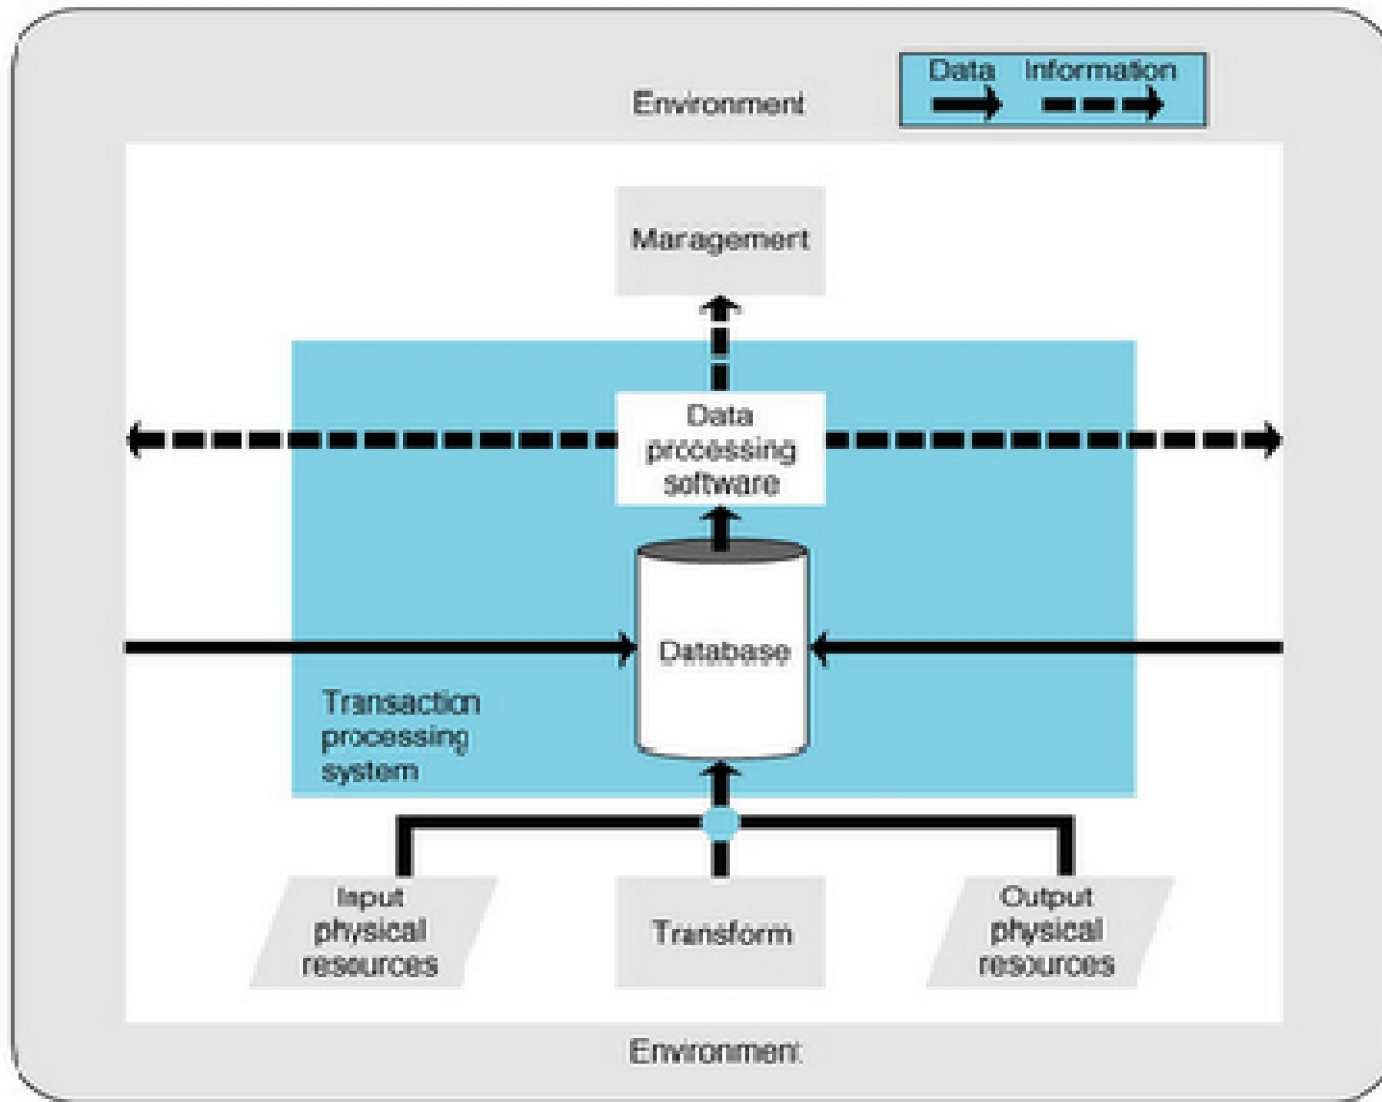 Data Information
Environment
Management
Data
processing
software
Database
Transaction
processing
system
Input
physical
resources
Transform
Output
physical
resources
Environment